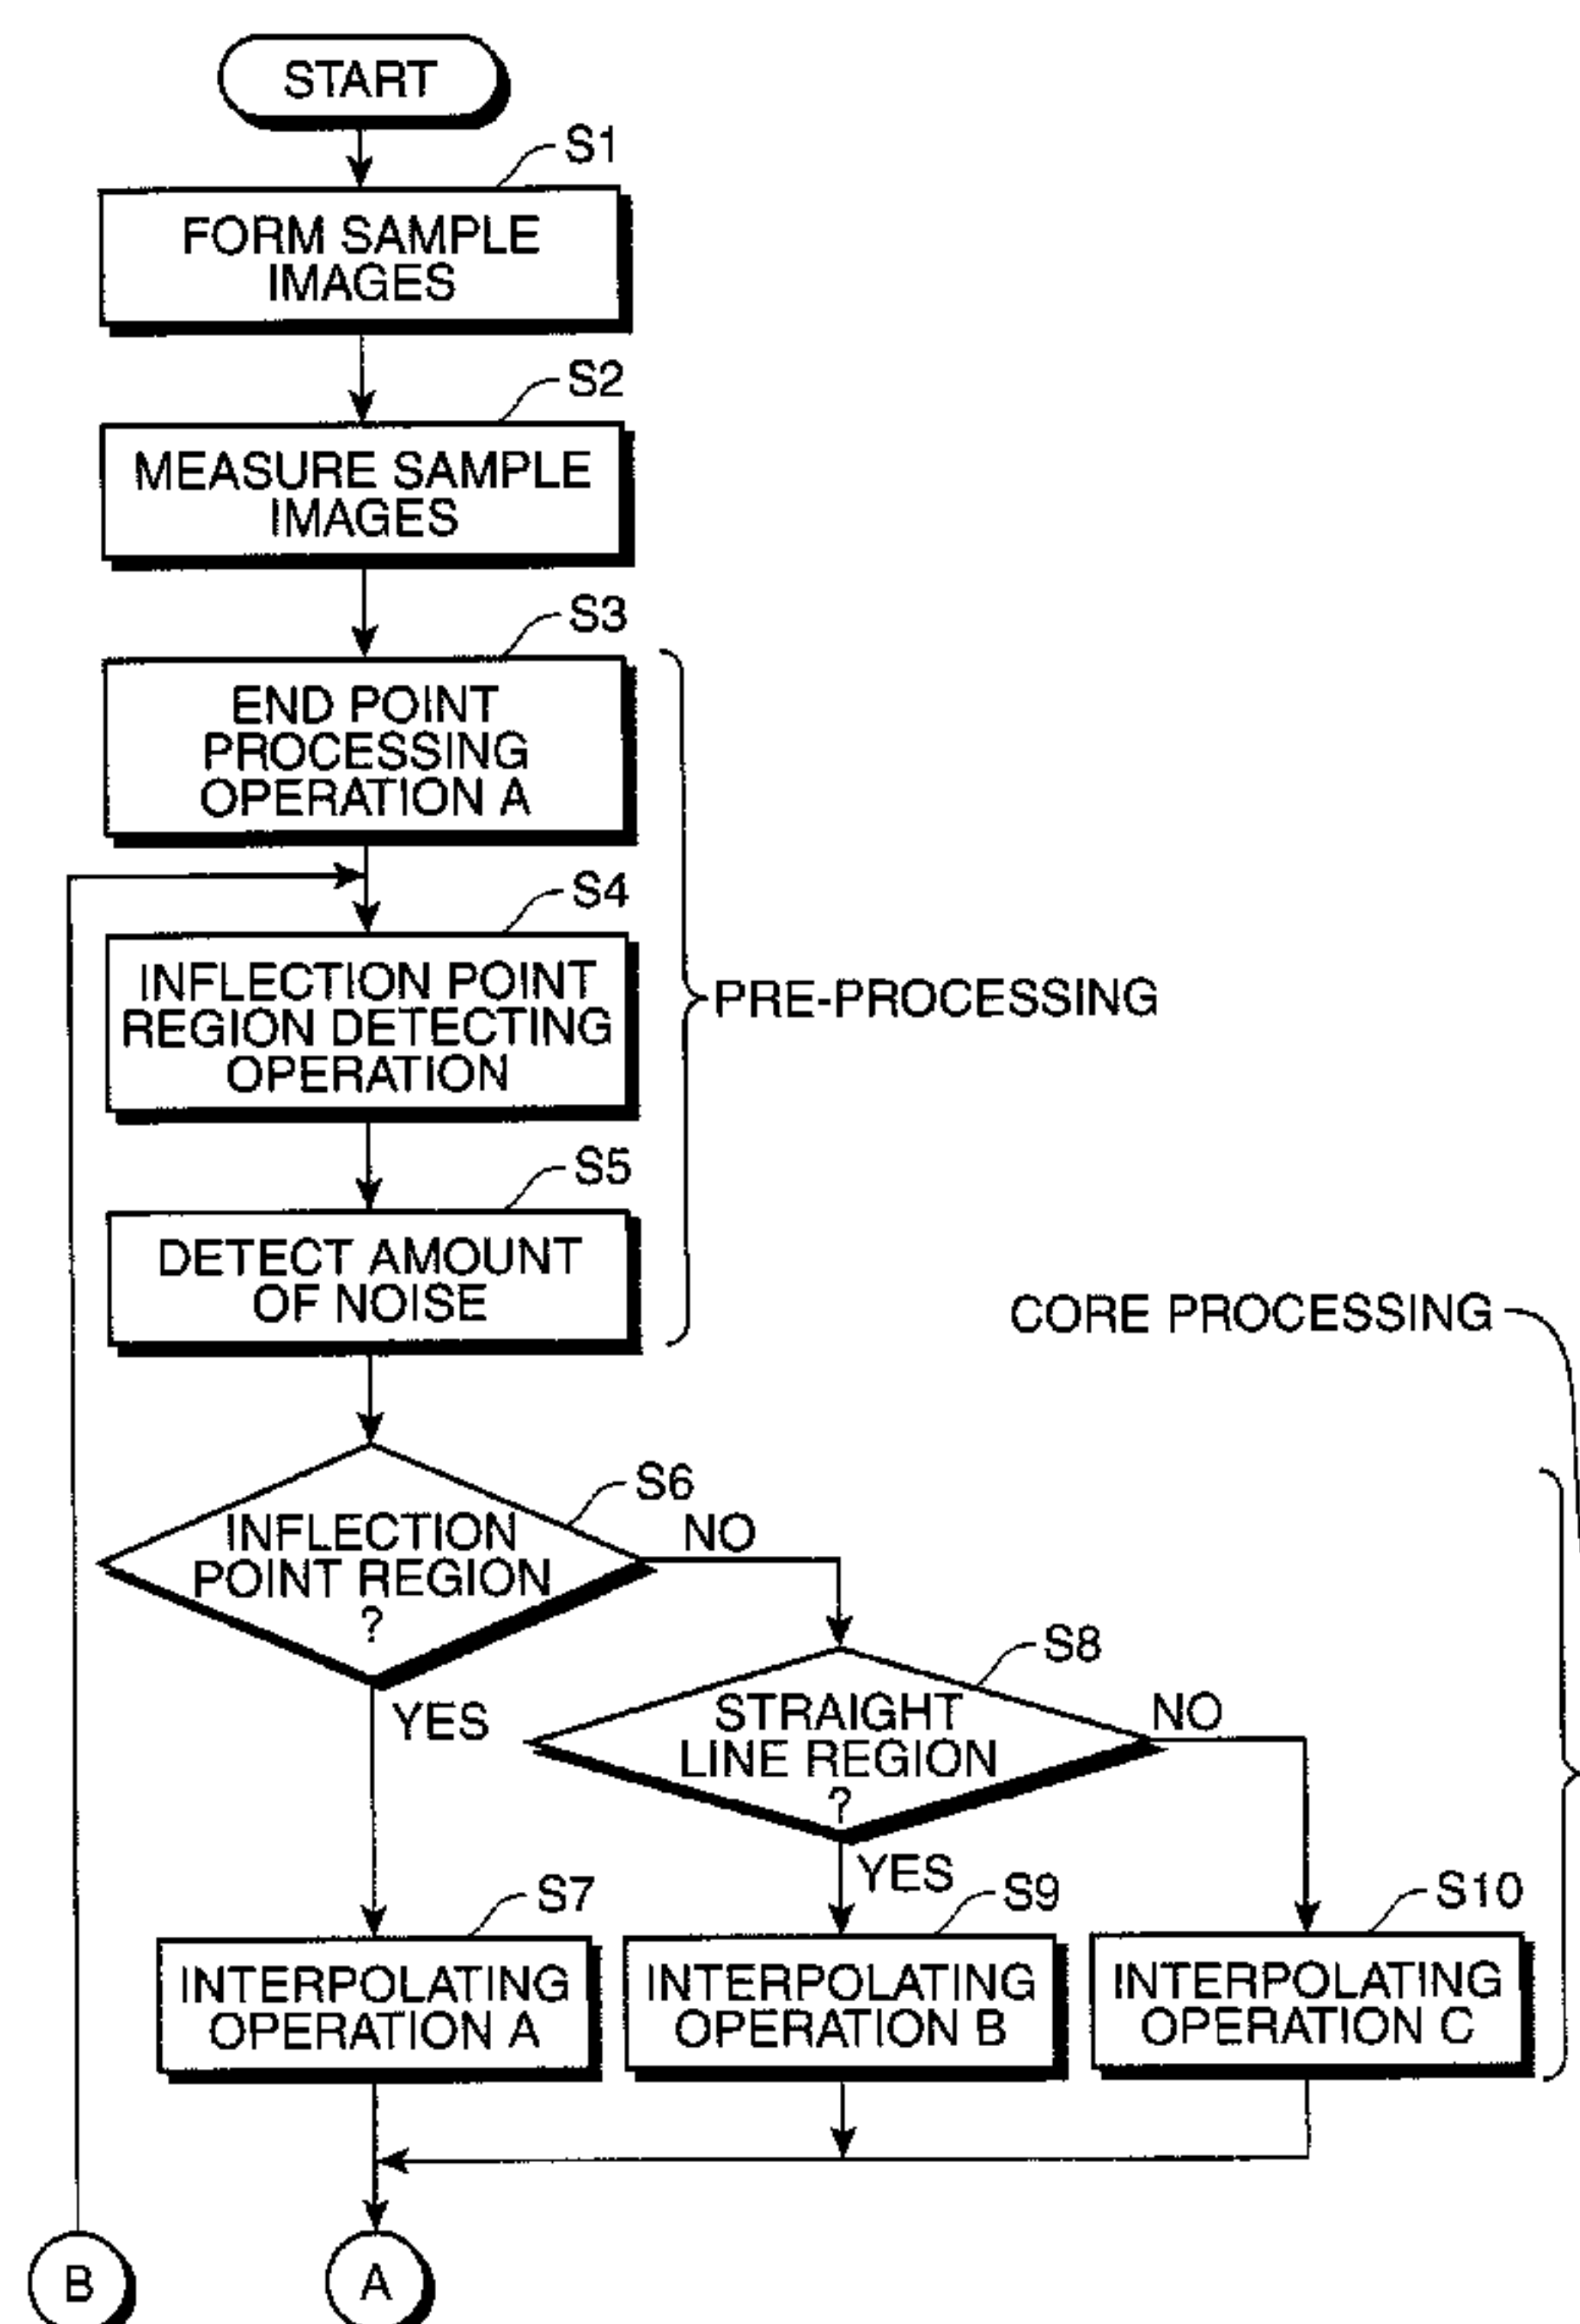 START
S1
FORM SAMPLE
IMAGES
S2
MEASURE SAMPLE
IMAGES
S3
END POINT
PROCESSING
OPERATION A
S4
INFLECTION POINT
REGION DETECTING
OPERATION
PRE-PROCESSING
S5
DETECT AMOUNT
OF NOISE
CORE PROCESSING
S6
INFLECTION
POINT REGION
?
NO
YES
S8
STRAIGHT
LINE REGION
?
NO
YES
S7
INTERPOLATING
OPERATION A
S9
INTERPOLATING
OPERATION B
S10
INTERPOLATING
OPERATION C
B
A